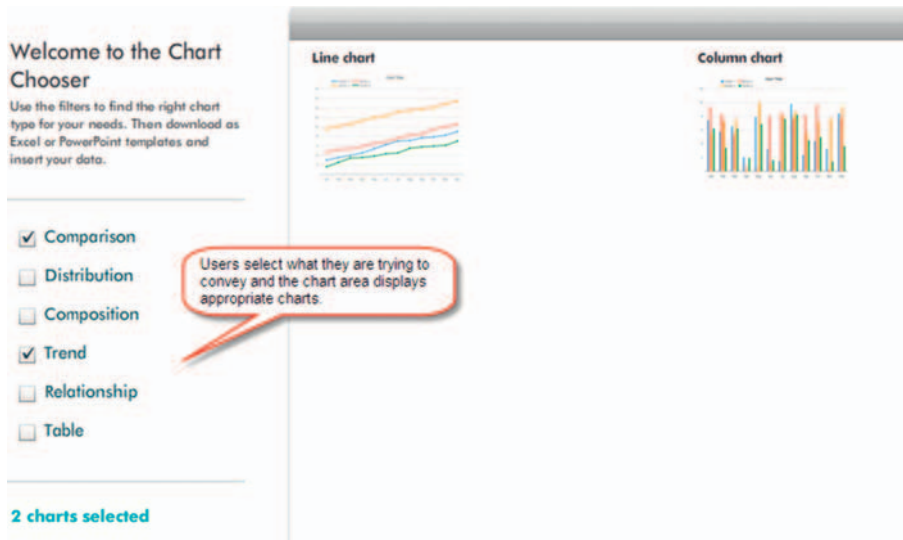 Welcome to the Chart
Chooser
Use the filters to find the right chart
type for your needs. Then download as
Excel or PowerPoint templates and
insert your data.
Comparison
Distribution
Composition
Trend
Relationship
Table
2 charts selected
Users select what they are trying to
convey and the chart area displays
appropriate charts.
Line chart
Column chart